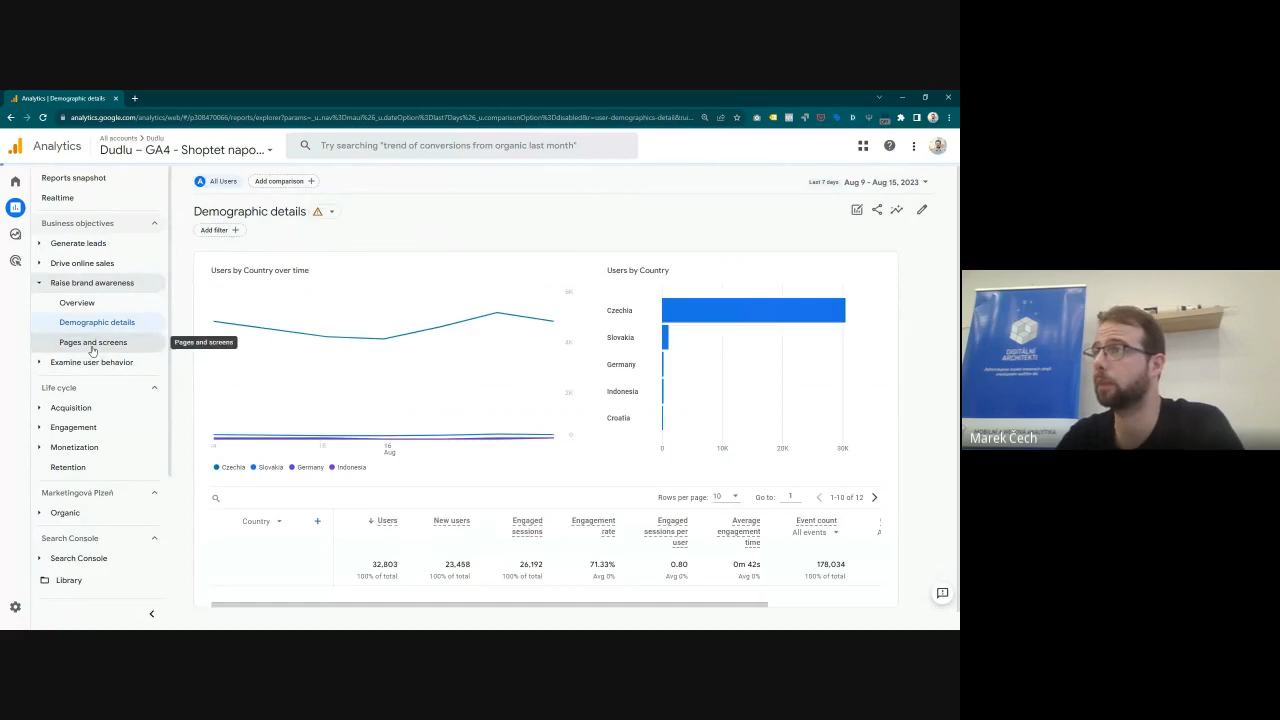 Analytics | Demographic details
analytics.google.com/analytics/web/#/p308470066/reports/explorer?params=_u..nav%3Dmaui%26_u.dateOption%3Dlast7Days%26_u.comparisonOption%3Ddisabled&r=user-demographics-detail&rui...
Analytics
All accounts > Dudlu
Dudlu – GA4 - Shoptet napo...
Try searching "trend of conversions from organic last month"
Reports snapshot
Realtime
Business objectives
Generate leads
Drive online sales
Raise brand awareness
Overview
Demographic details
Pages and screens
Pages and screens
Examine user behavior
Life cycle
Acquisition
Engagement
Monetization
Retention
Marketingová Plzeň
Organic
Search Console
Search Console
Library
A All Users
Add comparison +
Last 7 days Aug 9 - Aug 15, 2023
Demographic details
Add filter +
Users by Country over time
6K
4K
2K
0
16
Aug
Czechia Slovakia Germany Indonesia
Users by Country
Czechia
Slovakia
Germany
Indonesia
Croatia
0 10K 20K 30K
Rows per page: 10 Go to: 1 1-10 of 12
Country + ↓ Users New users Engaged sessions Engagement rate Engaged sessions per user Average engagement time Event count
All events
32,803 23,458 26,192 71.33% 0.80 0m 42s 178,034
100% of total 100% of total 100% of total Avg 0% Avg 0% Avg 0% 100% of total
DIGITÁLNÍ
ARCHITEKTI
Marek Čech